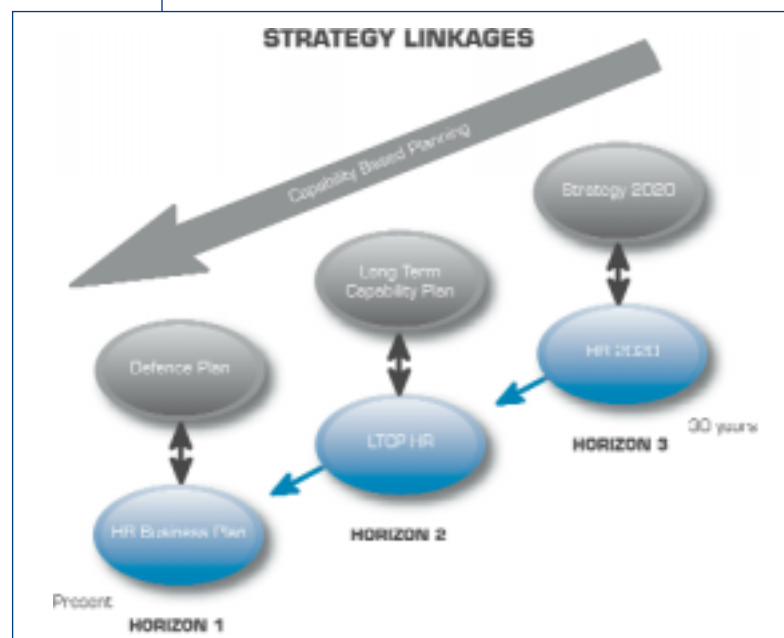 STRATEGY LINKAGES
Capability Based Planning
Strategy 2020
Long Term
Capability Plan
Defence Plan
HR 2020
30 years
HORIZON 3
LTCP HR
HORIZON 2
HR Business Plan
Present
HORIZON 1